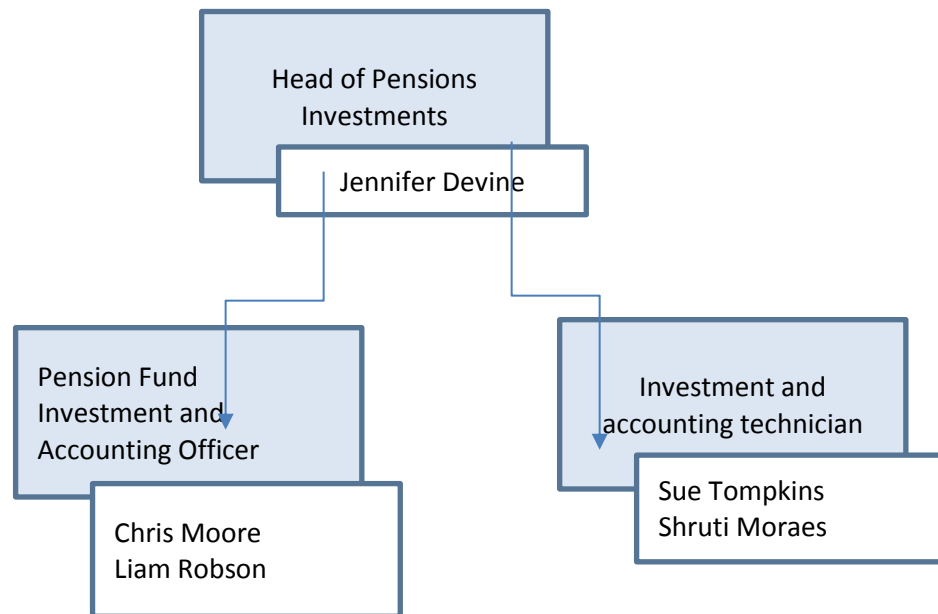 Head of Pensions
Investments
Jennifer Devine
Pension Fund
Investment and
Accounting Officer
Chris Moore
Liam Robson
Investment and
accounting technician
Sue Tompkins
Shruti Moraes